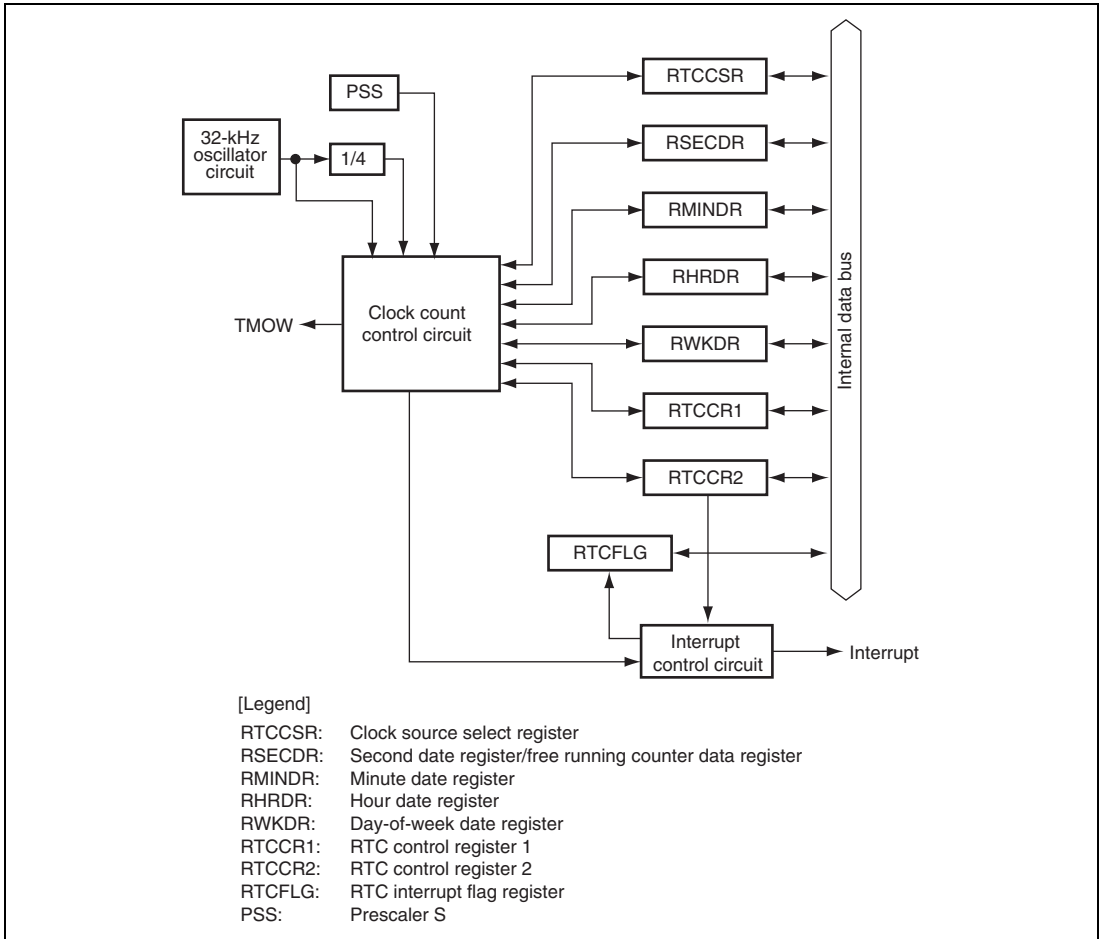 PSS
32-kHz
oscillator
circuit
1/4
RTCCSR
RSECDR
RMINDR
RHRDR
RWKDR
RTCCR1
RTCCR2
RTCFLG
Clock count
control circuit
TMOW
Internal data bus
Interrupt
control circuit
Interrupt
[Legend]
RTCCSR: Clock source select register
RSECDR: Second date register/free running counter data register
RMINDR: Minute date register
RHRDR: Hour date register
RWKDR: Day-of-week date register
RTCCR1: RTC control register 1
RTCCR2: RTC control register 2
RTCFLG: RTC interrupt flag register
PSS: Prescaler S